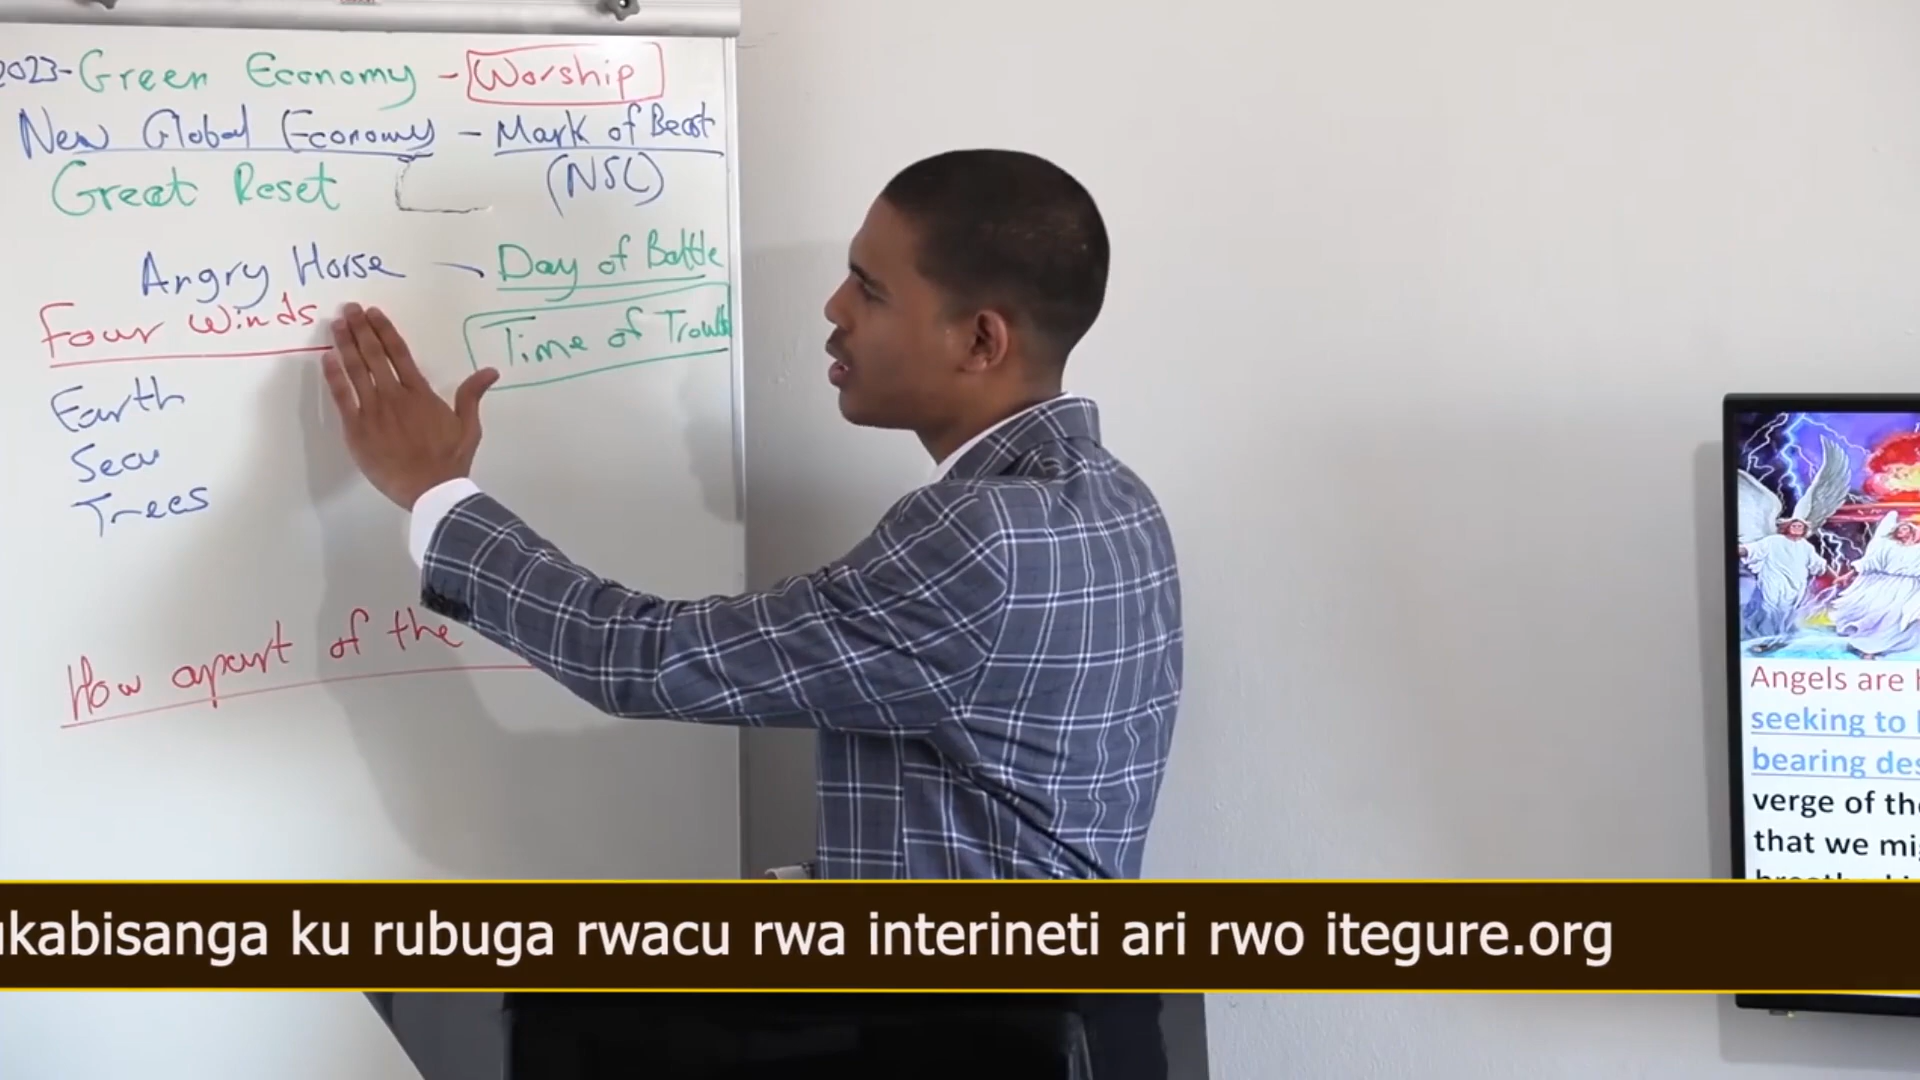 2023-Green Economy - Worship
New Global Economy - Mark of Beast
Great Reset (NSL)
Angry Horse - Day of Battle
Four Winds
Time of Troub
Earth
Sea
Trees
How apart of the
Angels are
seeking to
bearing des
verge of the
that we mig
ukabisanga ku rubuga rwacu rwa interineti ari rwo itegure.org